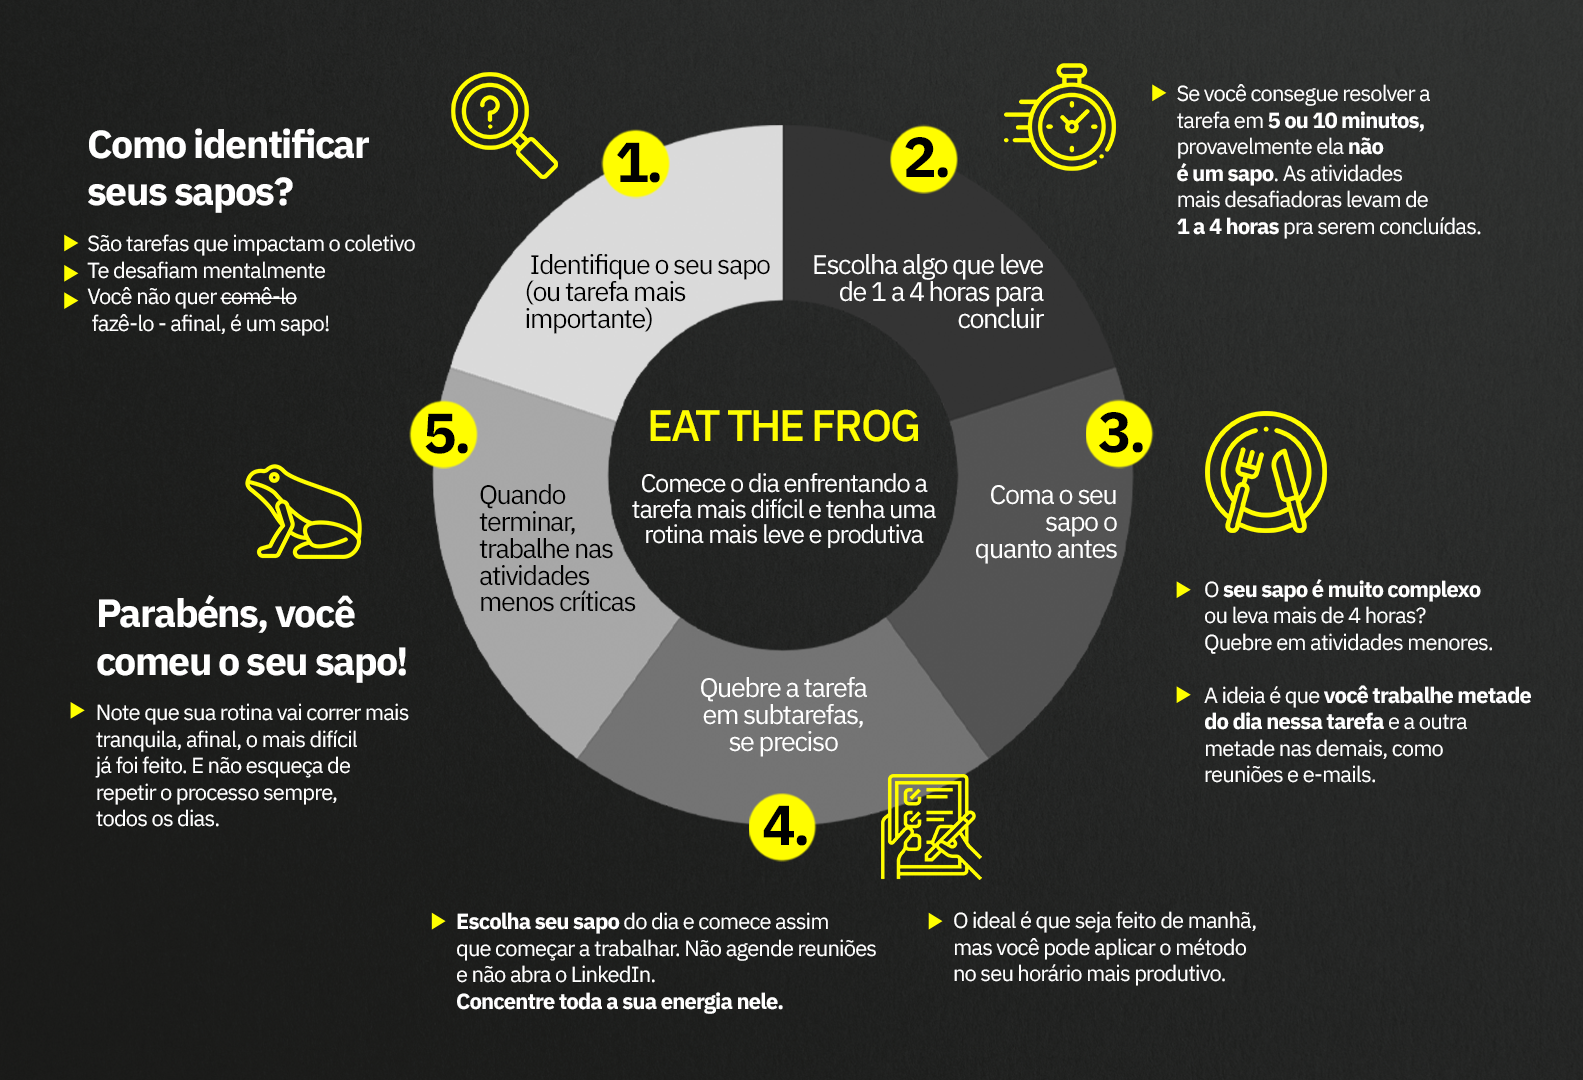 Como identificar
seus sapos?
São tarefas que impactam o coletivo
Te desafiam mentalmente
Você não quer comê-lo
fazê-lo - afinal, é um sapo!
?
1.
Identifique o seu sapo
(ou tarefa mais
importante)
2.
Escolha algo que leve
de 1 a 4 horas para
concluir
Se você consegue resolver a
tarefa em 5 ou 10 minutos,
provavelmente ela não
é um sapo. As atividades
mais desafiadoras levam de
1 a 4 horas pra serem concluídas.
EAT THE FROG
Comece o dia enfrentando a
tarefa mais difícil e tenha uma
rotina mais leve e produtiva
3.
Coma o seu
sapo o
quanto antes
O seu sapo é muito complexo
ou leva mais de 4 horas?
Quebre em atividades menores.
A ideia é que você trabalhe metade
do dia nessa tarefa e a outra
metade nas demais, como
reuniões e e-mails.
Quebre a tarefa
em subtarefas,
se preciso
4.
Escolha seu sapo do dia e comece assim
que começar a trabalhar. Não agende reuniões
e não abra o LinkedIn.
Concentre toda a sua energia nele.
O ideal é que seja feito de manhã,
mas você pode aplicar o método
no seu horário mais produtivo.
5.
Quando
terminar,
trabalhe nas
atividades
menos críticas
Parabéns, você
comeu o seu sapo!
Note que sua rotina vai correr mais
tranquila, afinal, o mais difícil
já foi feito. E não esqueça de
repetir o processo sempre,
todos os dias.